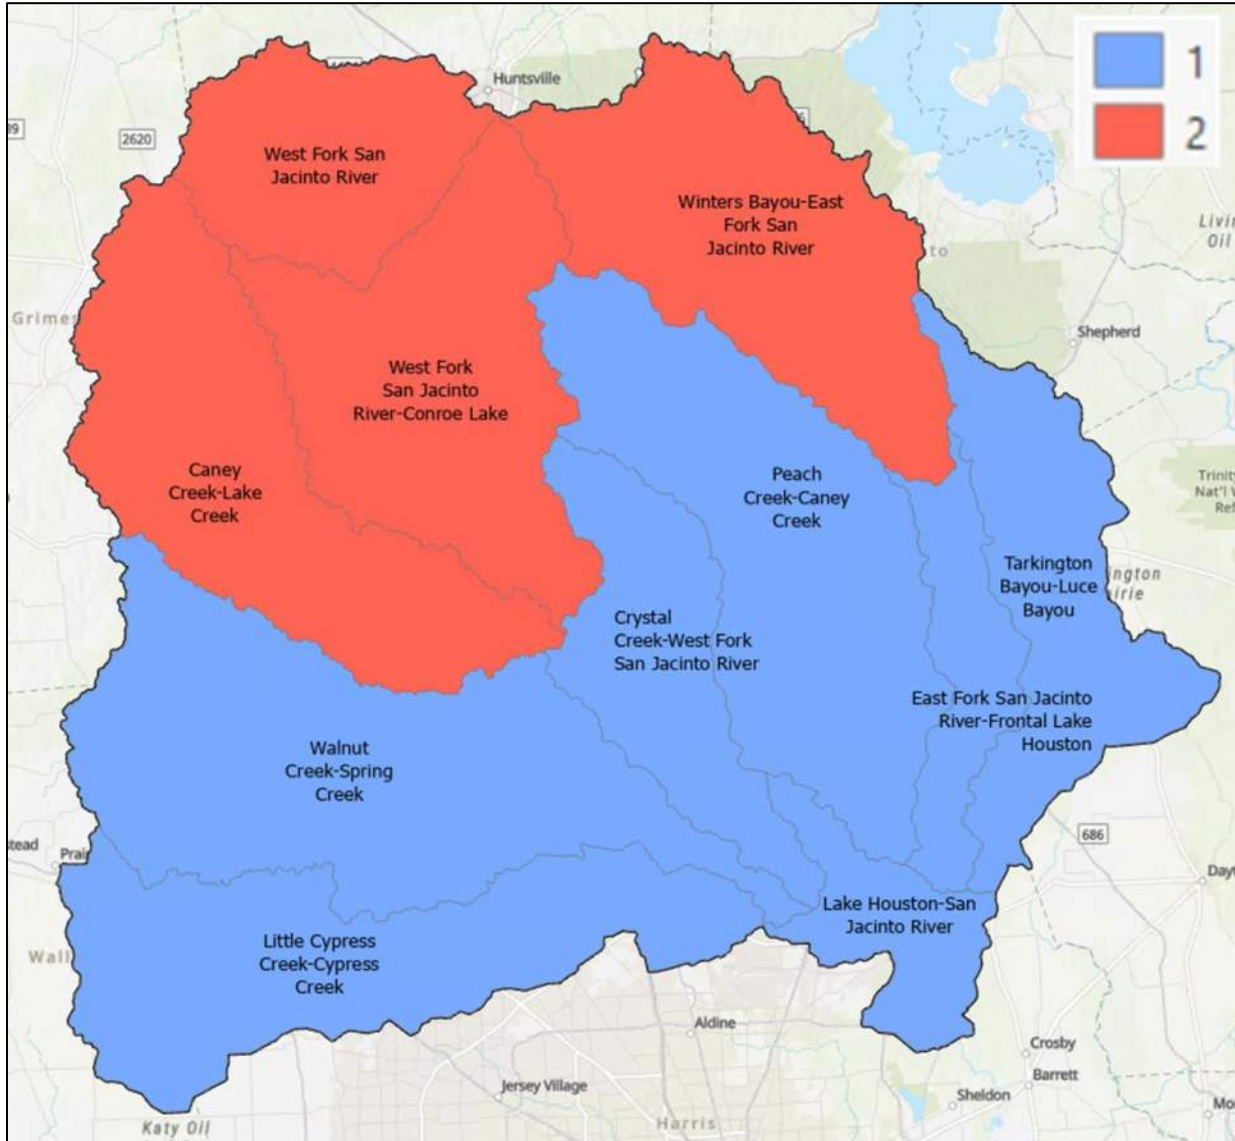 Huntsville
1
2
2620
West Fork San
Jacinto River
Winters Bayou-East
Fork San
Jacinto River
Oil
Shepherd
Grimes
West Fork
San Jacinto
River-Conroe Lake
Caney
Creek-Lake
Creek
Peach
Creek-Caney
Creek
Trinity
Nat'l
Tarkington
Bayou-Luce
Bayou
Crystal
Creek-West Fork
San Jacinto River
East Fork San Jacinto
River-Frontal Lake
Houston
Walnut
Creek-Spring
Creek
686
Lake Houston-San
Jacinto River
Little Cypress
Creek-Cypress
Creek
Aldine
Crosby
Barrett
Jersey Village
Sheldon
Katy Oil
Harris